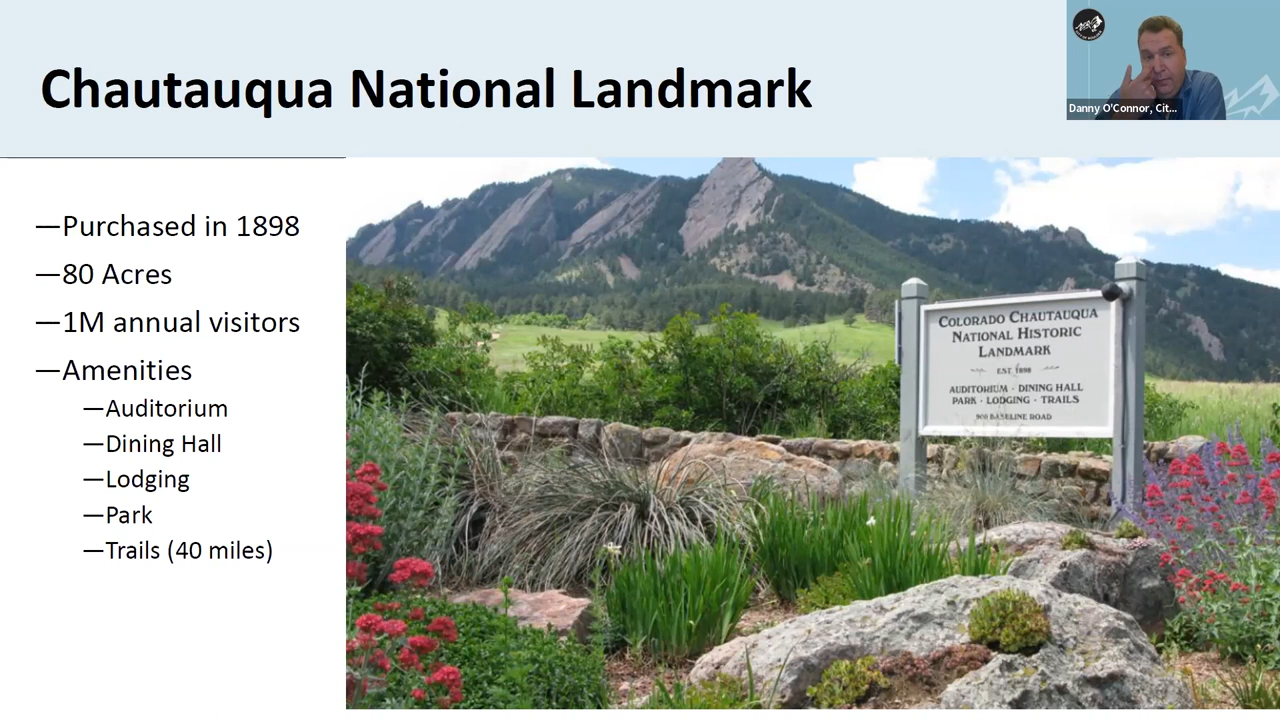 Chautauqua National Landmark
Danny O'Connor, Cit...
—Purchased in 1898
—80 Acres
—1M annual visitors
—Amenities
—Auditorium
—Dining Hall
—Lodging
—Park
—Trails (40 miles)
COLORADO CHAUTAUQUA
NATIONAL HISTORIC
LANDMARK
EST. 1898
AUDITORIUM · DINING HALL
PARK · LODGING · TRAILS
900 BASELINE ROAD